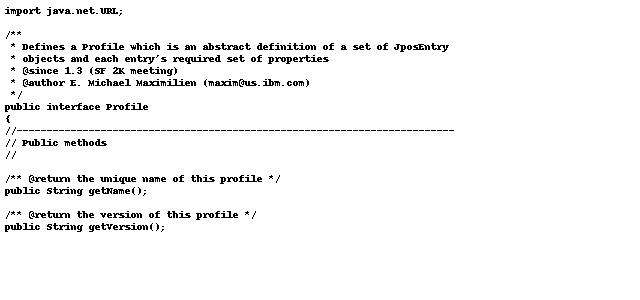 import java.net.URL;
/**
 * Defines a Profile which is an abstract definition of a set of JposEntry
 * objects and each entry's required set of properties
 * @since 1.3 (SF 2K meeting)
 * @author E. Michael Maximilien (maxim@us.ibm.com)
 */
public interface Profile
{
//-------------------------------------------------------------------------
// Public methods
//
/** @return the unique name of this profile */
public String getName();
/** @return the version of this profile */
public String getVersion();